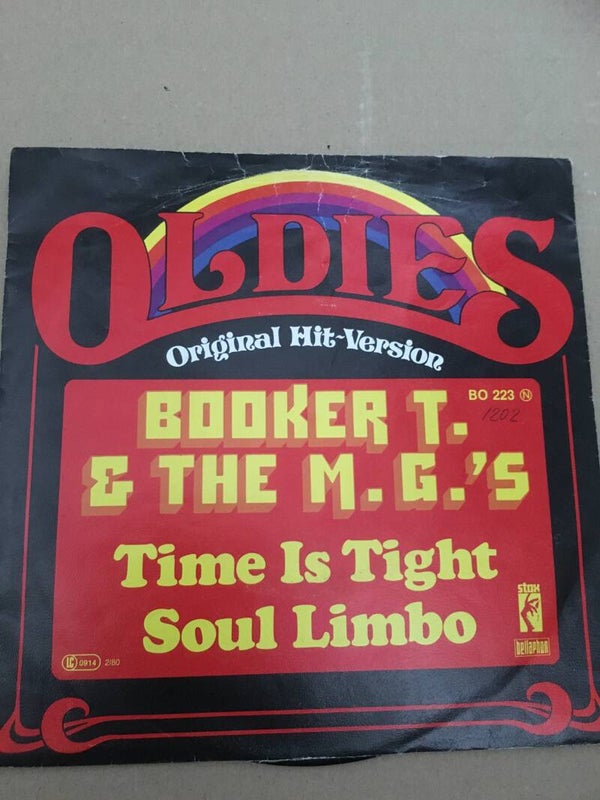 OLDIES
Original Hit-Version
BO 223 N
1202
BOOKER T.
& THE M.G.'S
Time Is Tight
Soul Limbo
stax
bellaphon
LC 0914 2/80